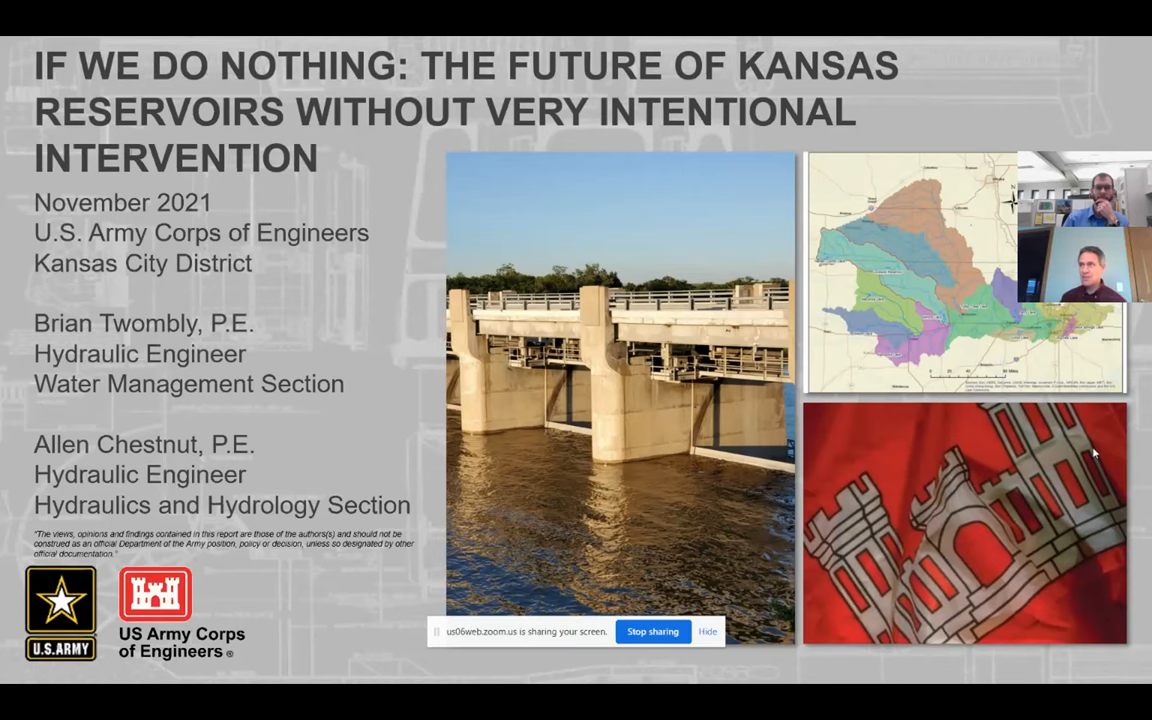 IF WE DO NOTHING: THE FUTURE OF KANSAS
RESERVOIRS WITHOUT VERY INTENTIONAL
INTERVENTION
November 2021
U.S. Army Corps of Engineers
Kansas City District
Brian Twombly, P.E.
Hydraulic Engineer
Water Management Section
Allen Chestnut, P.E.
Hydraulic Engineer
Hydraulics and Hydrology Section
"The views, opinions and findings contained in this report are those of the authors(s) and should not be
construed as an official Department of the Army position, policy or decision, unless so designated by other
official documentation."
U.S.ARMY
US Army Corps
of Engineers ®
us06web.zoom.us is sharing your screen.
Stop sharing
Hide
N